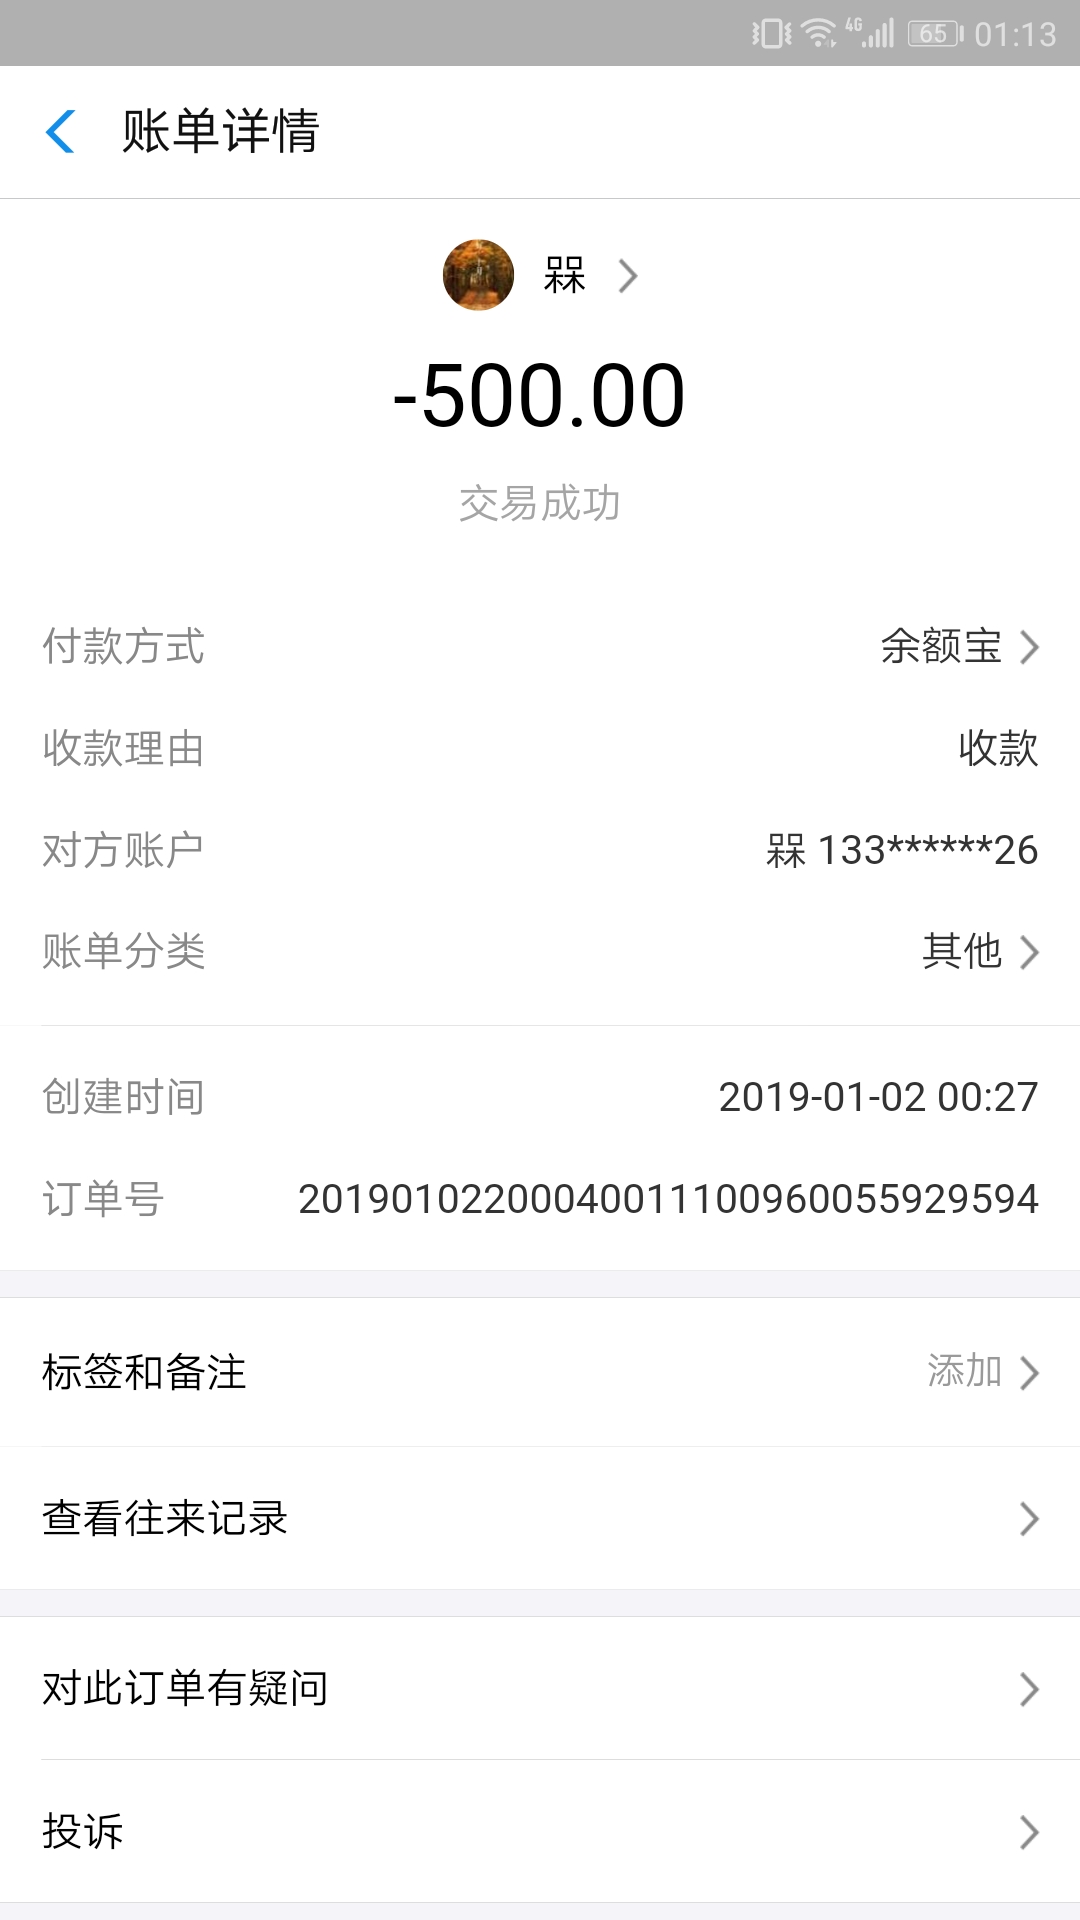 4G 65 01:13
账单详情
槑
-500.00
交易成功
付款方式 余额宝
收款理由 收款
对方账户 槑 133******26
账单分类 其他
创建时间 2019-01-02 00:27
订单号 20190102200040011100960055929594
标签和备注 添加
查看往来记录
对此订单有疑问
投诉